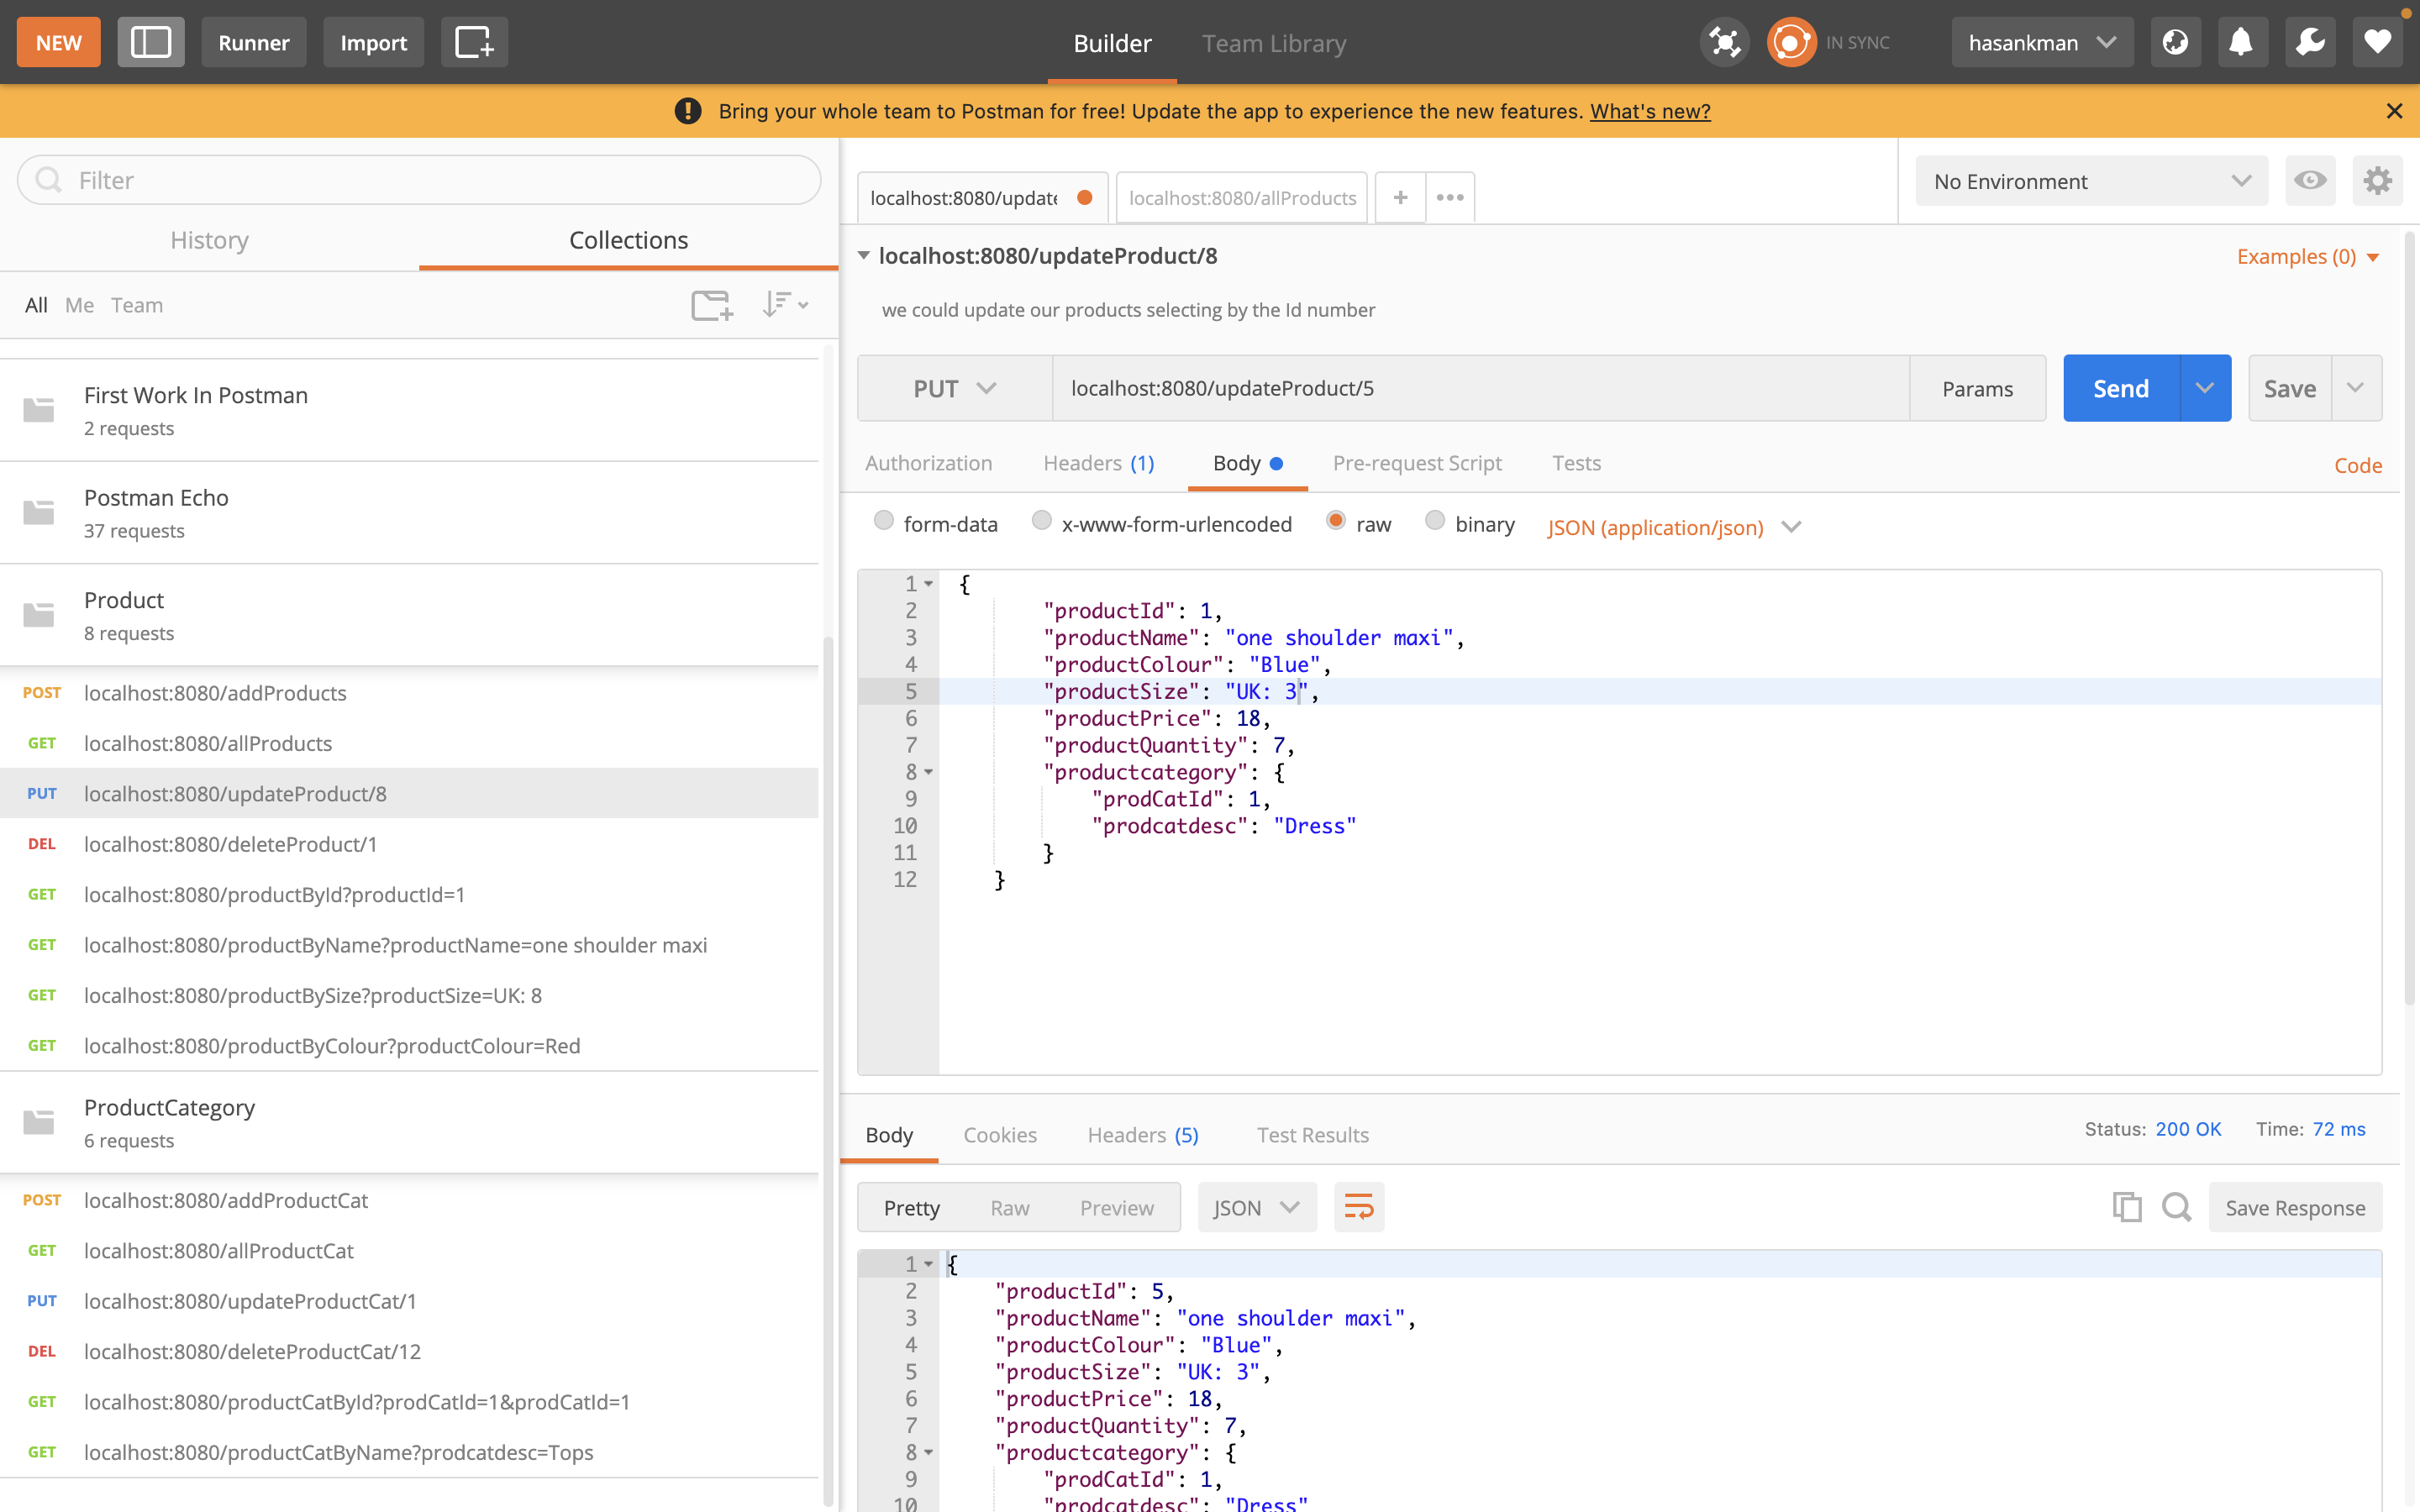 NEW
Runner
Import
Builder
Team Library
IN SYNC
hasankman
Bring your whole team to Postman for free! Update the app to experience the new features. What's new?
Filter
History
Collections
All Me Team
First Work In Postman
2 requests
Postman Echo
37 requests
Product
8 requests
POST localhost:8080/addProducts
GET localhost:8080/allProducts
PUT localhost:8080/updateProduct/8
DEL localhost:8080/deleteProduct/1
GET localhost:8080/productById?productId=1
GET localhost:8080/productByName?productName=one shoulder maxi
GET localhost:8080/productBySize?productSize=UK: 8
GET localhost:8080/productByColour?productColour=Red
ProductCategory
6 requests
POST localhost:8080/addProductCat
GET localhost:8080/allProductCat
PUT localhost:8080/updateProductCat/1
DEL localhost:8080/deleteProductCat/12
GET localhost:8080/productCatById?prodCatId=1&prodCatId=1
GET localhost:8080/productCatByName?prodcatdesc=Tops
localhost:8080/update
localhost:8080/allProducts
No Environment
localhost:8080/updateProduct/8
Examples (0)
we could update our products selecting by the Id number
PUT
localhost:8080/updateProduct/5
Params
Send
Save
Authorization
Headers (1)
Body
Pre-request Script
Tests
Code
form-data
x-www-form-urlencoded
raw
binary
JSON (application/json)
1 {
2 "productId": 1,
3 "productName": "one shoulder maxi",
4 "productColour": "Blue",
5 "productSize": "UK: 3",
6 "productPrice": 18,
7 "productQuantity": 7,
8 "productcategory": {
9 "prodCatId": 1,
10 "prodcatdesc": "Dress"
11 }
12 }
Body
Cookies
Headers (5)
Test Results
Status: 200 OK
Time: 72 ms
Pretty
Raw
Preview
JSON
Save Response
1 {
2 "productId": 5,
3 "productName": "one shoulder maxi",
4 "productColour": "Blue",
5 "productSize": "UK: 3",
6 "productPrice": 18,
7 "productQuantity": 7,
8 "productcategory": {
9 "prodCatId": 1,
10 "prodcatdesc": "Dress"